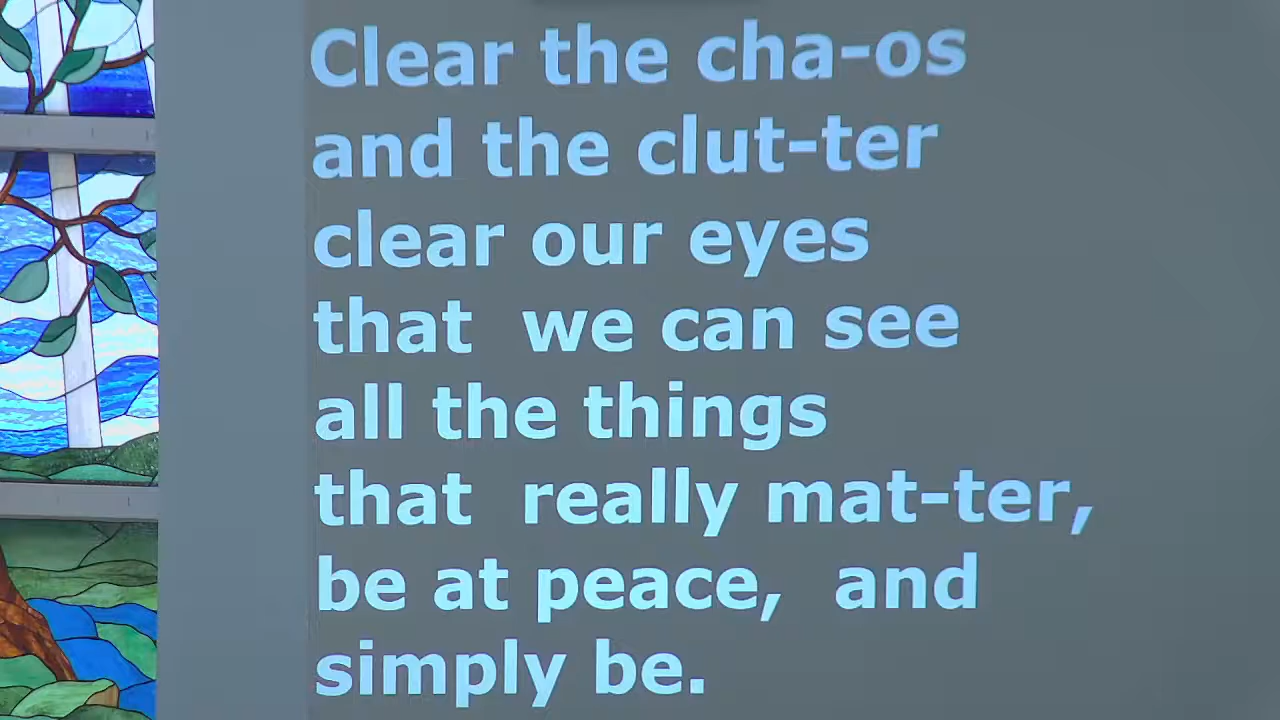 Clear the cha-os
and the clut-ter
clear our eyes
that we can see
all the things
that really mat-ter,
be at peace, and
simply be.